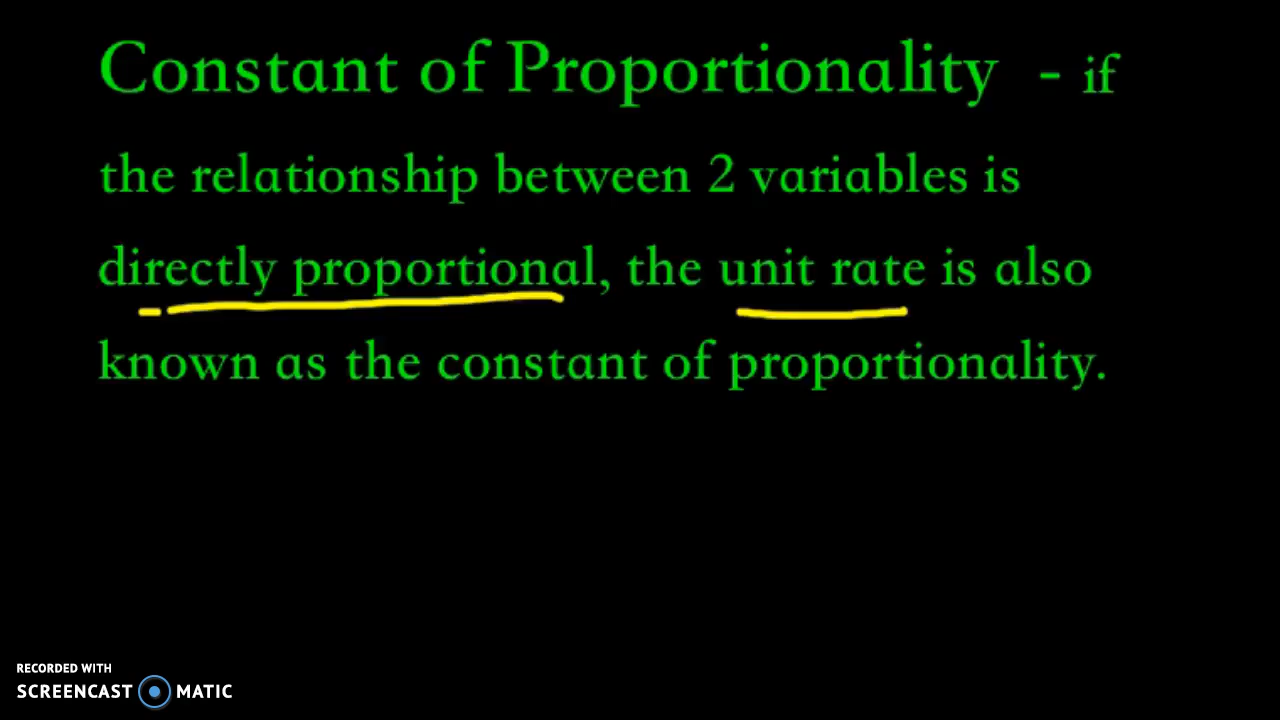 Constant of Proportionality - if
the relationship between 2 variables is
directly proportional, the unit rate is also
known as the constant of proportionality.
RECORDED WITH
SCREENCAST MATIC